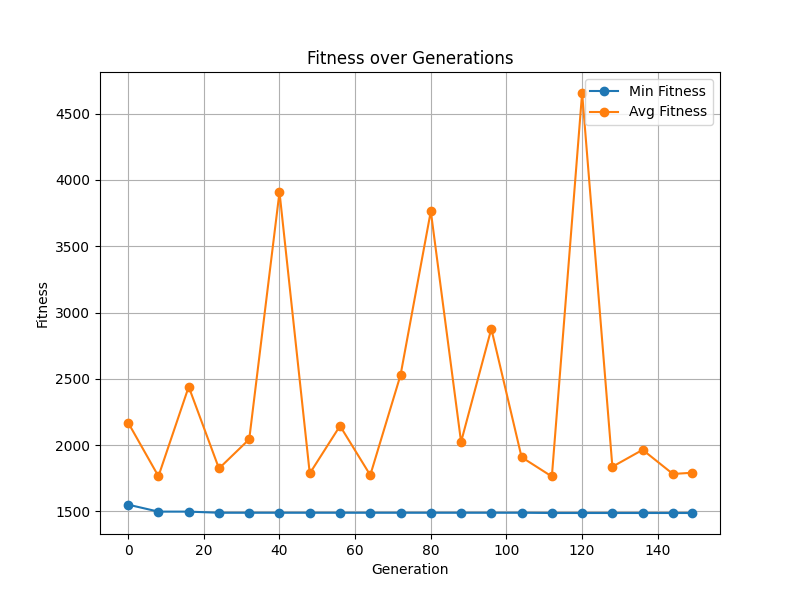 Fitness over Generations
Min Fitness
Avg Fitness
4500
4000
3500
3000
2500
2000
1500
Fitness
0 20 40 60 80 100 120 140
Generation